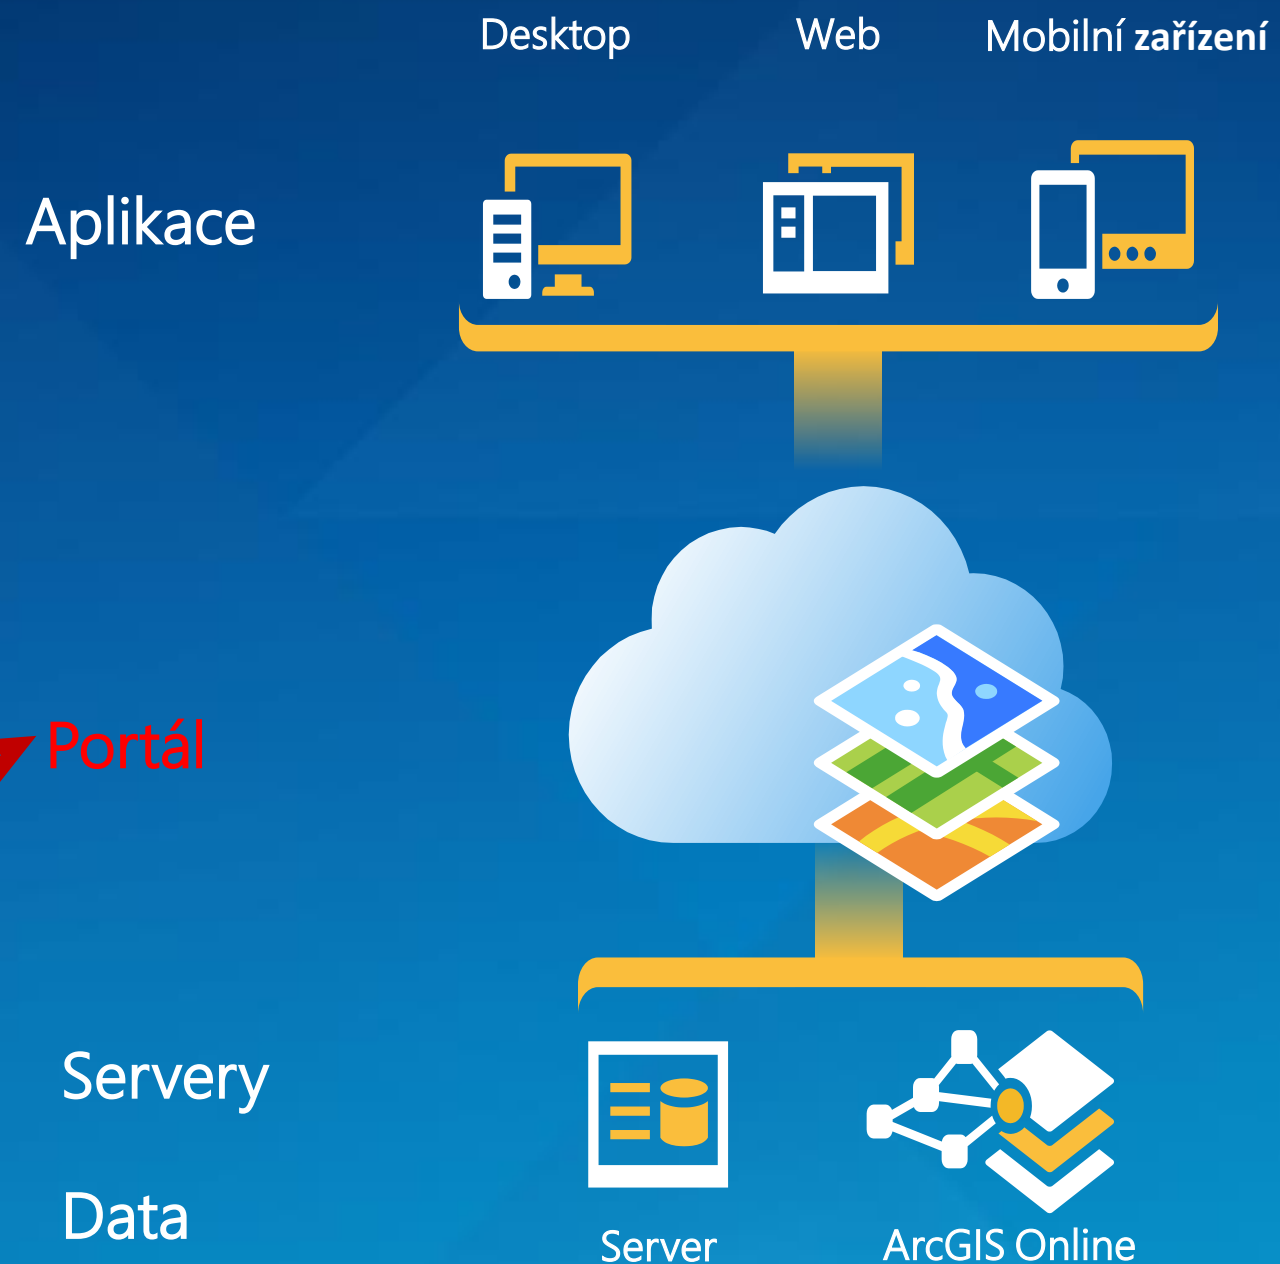 Desktop
Web
Mobilní zařízení
Aplikace
Portál
Servery
Data
Server
ArcGIS Online